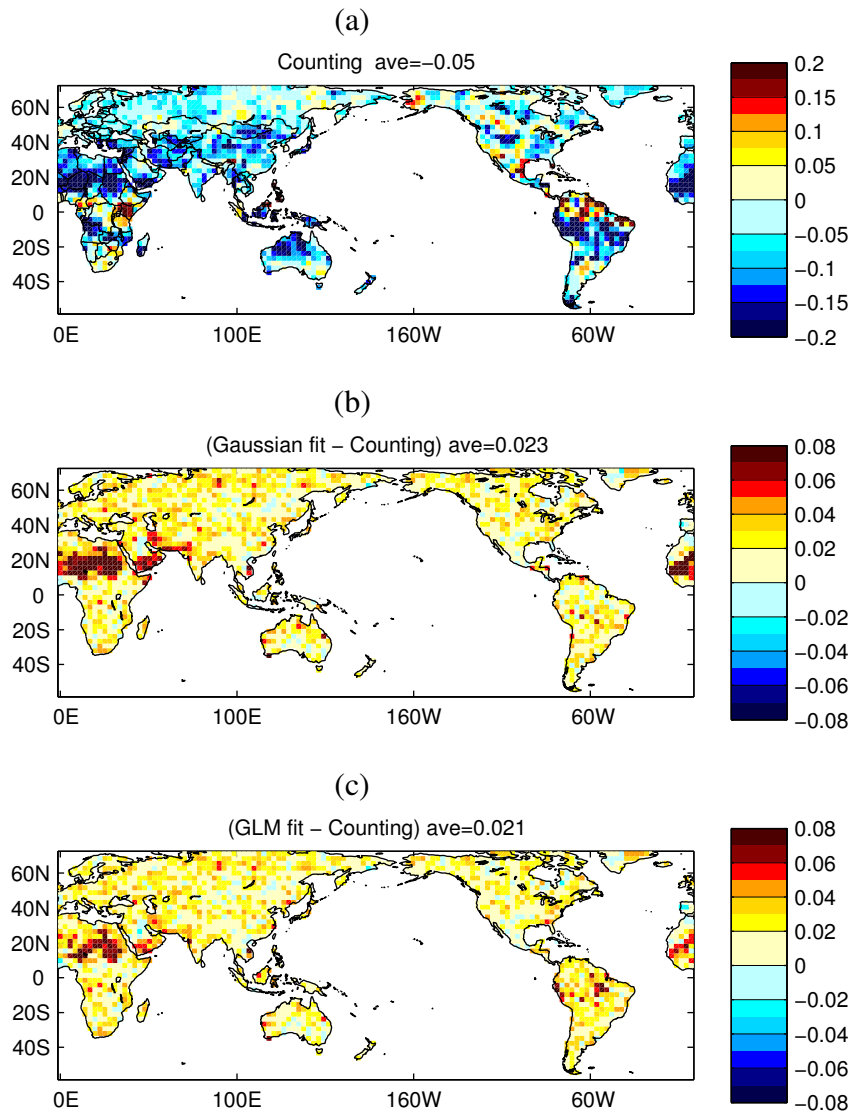 (a)
Counting ave=−0.05
60N
40N
20N
0
20S
40S
0E 100E 160W 60W
0.2
0.15
0.1
0.05
0
−0.05
−0.1
−0.15
−0.2
(b)
(Gaussian fit − Counting) ave=0.023
60N
40N
20N
0
20S
40S
0E 100E 160W 60W
0.08
0.06
0.04
0.02
0
−0.02
−0.04
−0.06
−0.08
(c)
(GLM fit − Counting) ave=0.021
60N
40N
20N
0
20S
40S
0E 100E 160W 60W
0.08
0.06
0.04
0.02
0
−0.02
−0.04
−0.06
−0.08